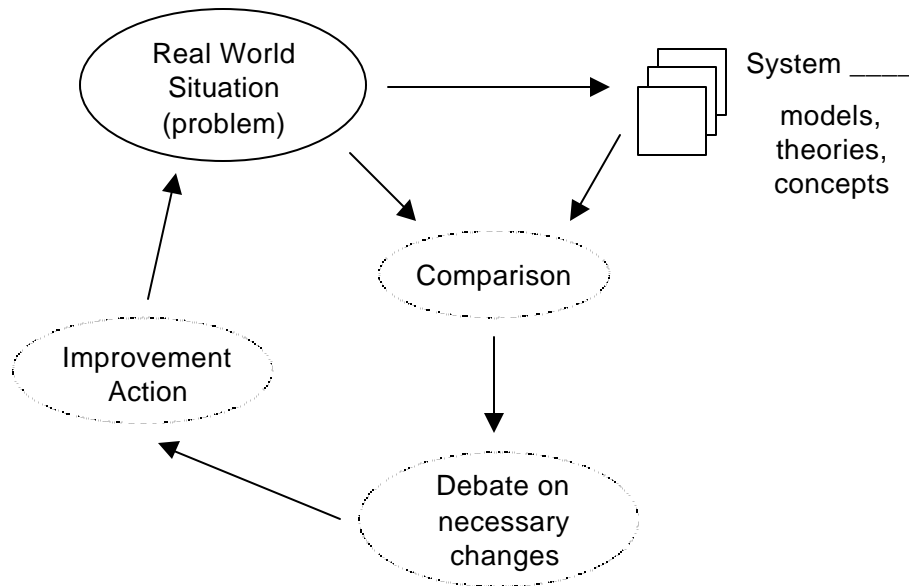 Real World
Situation
(problem)
System ____
models,
theories,
concepts
Comparison
Improvement
Action
Debate on
necessary
changes